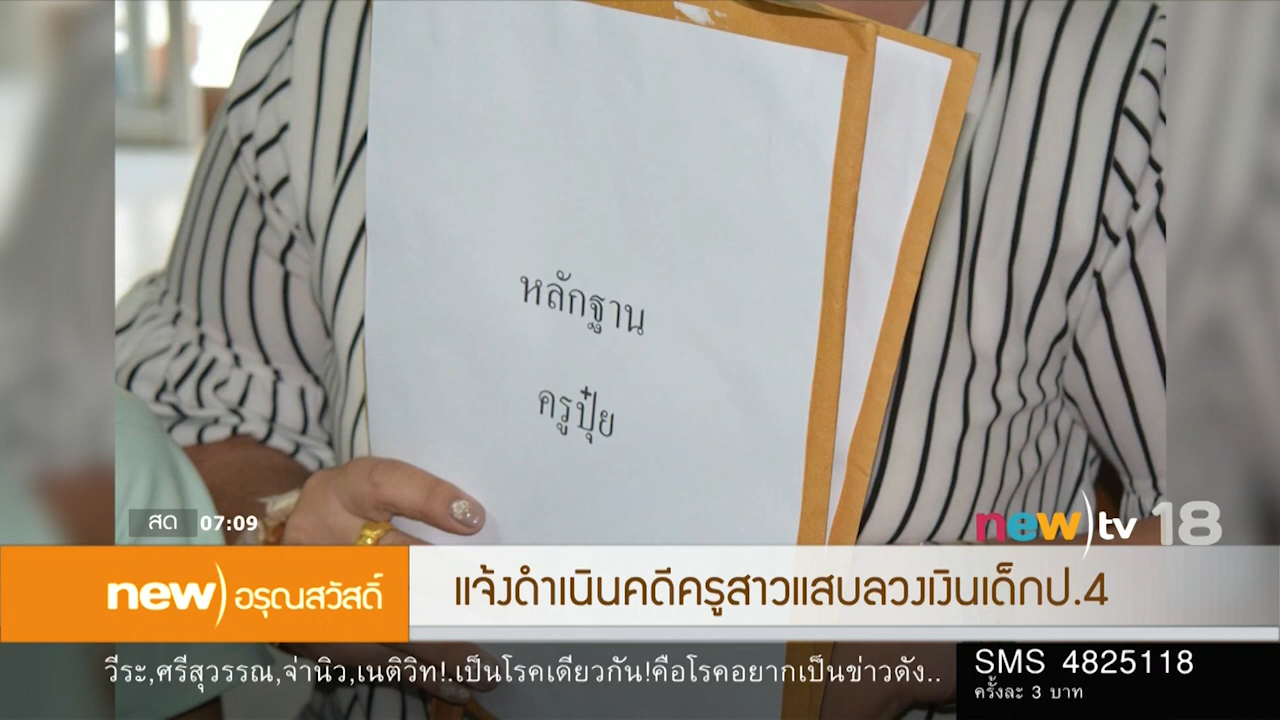 หลักฐาน
ครูปุ๋ย
สด 07:09
new)tv 18
new)อรุณสวัสดิ์
แจ้งดำเนินคดีครูสาวแสบลวงเงินเด็กป.4
วีระ,ศรีสุวรรณ,จ่านิว,เนติวิท!.เป็นโรคเดียวกัน!คือโรคอยากเป็นข่าวดัง..
SMS 4825118
ครั้งละ 3 บาท